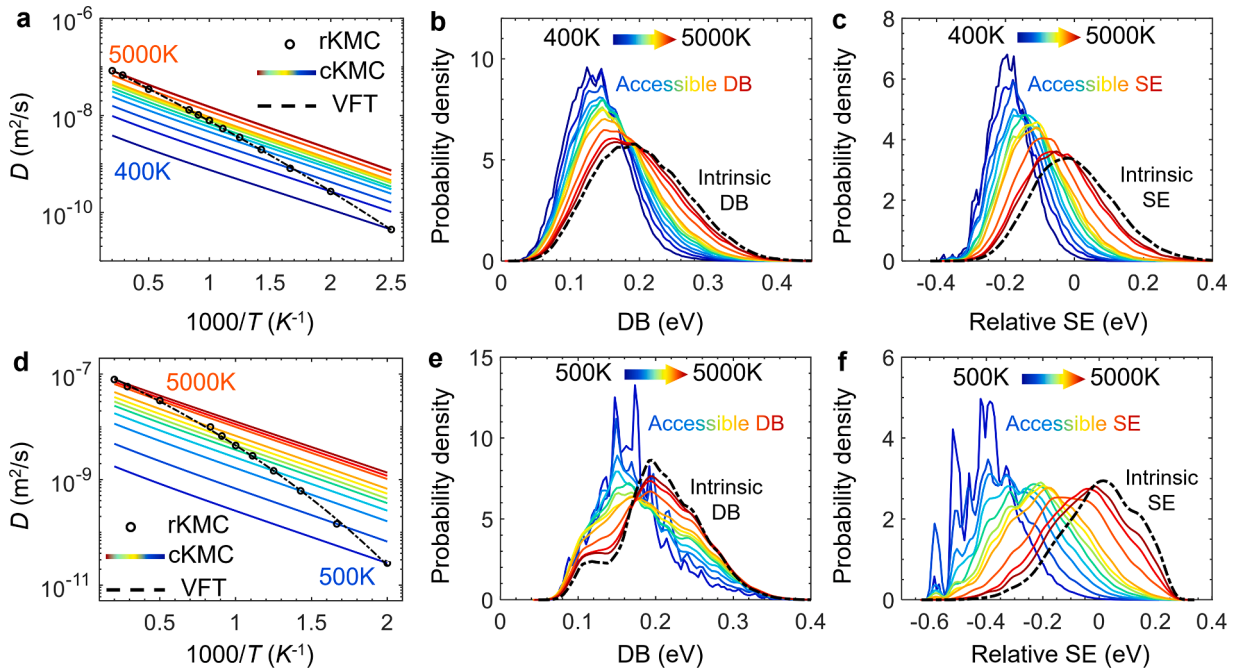 a
10^-6
10^-8
10^-10
D (m²/s)
5000K
400K
rKMC
cKMC
VFT
0.5
1
1.5
2
2.5
1000/T (K^-1)
b
400K
5000K
Accessible DB
Intrinsic
DB
Probability density
10
5
0
0
0.1
0.2
0.3
0.4
DB (eV)
c
400K
5000K
Accessible SE
Intrinsic
SE
Probability density
8
6
4
2
0
-0.4
-0.2
0
0.2
0.4
Relative SE (eV)
d
10^-7
10^-9
10^-11
D (m²/s)
5000K
500K
rKMC
cKMC
VFT
0.5
1
1.5
2
1000/T (K^-1)
e
500K
5000K
Accessible DB
Intrinsic
DB
Probability density
15
10
5
0
0
0.1
0.2
0.3
0.4
DB (eV)
f
500K
5000K
Accessible SE
Intrinsic
SE
Probability density
6
4
2
0
-0.6
-0.4
-0.2
0
0.2
0.4
Relative SE (eV)